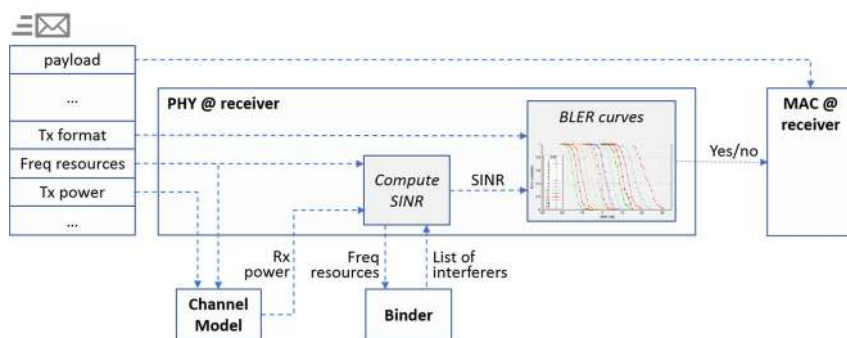 payload
...
Tx format
Freq resources
Tx power
...
PHY @ receiver
BLER curves
MAC @
receiver
Yes/no
Compute
SINR
SINR
Rx
power
Freq
resources
List of
interferers
Channel
Model
Binder